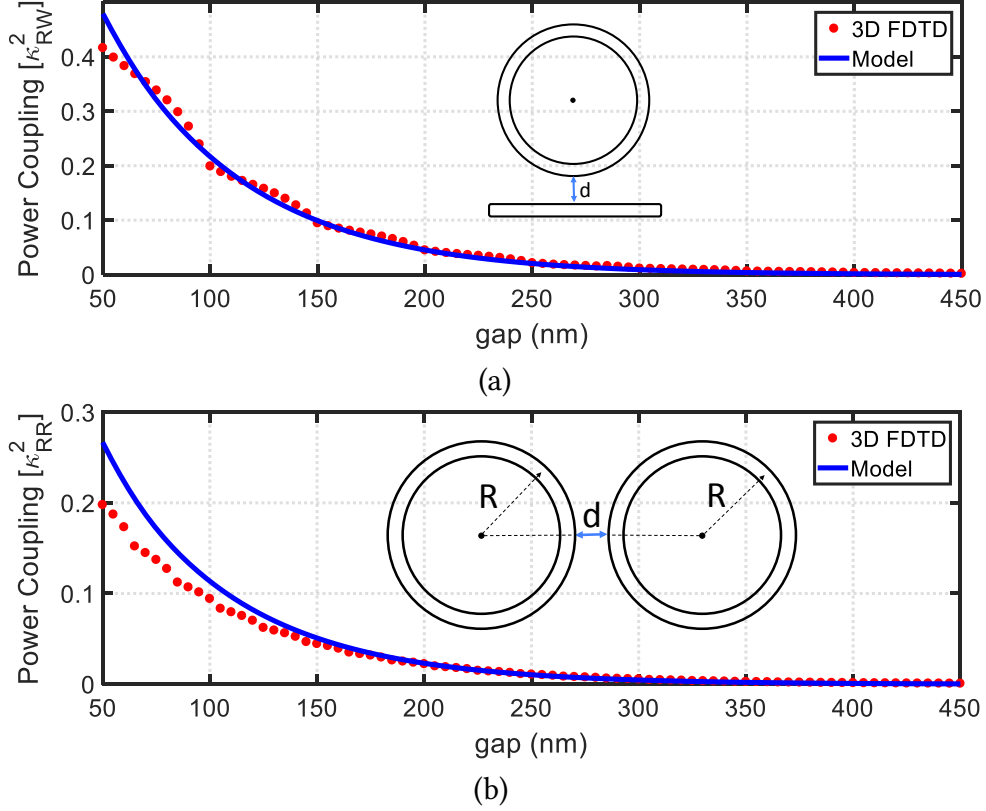 Power Coupling [κ²_RW]
0.4
0.3
0.2
0.1
0
3D FDTD
Model
d
50 100 150 200 250 300 350 400 450
gap (nm)
(a)
Power Coupling [κ²_RR]
0.3
0.2
0.1
0
3D FDTD
Model
R
d
R
50 100 150 200 250 300 350 400 450
gap (nm)
(b)